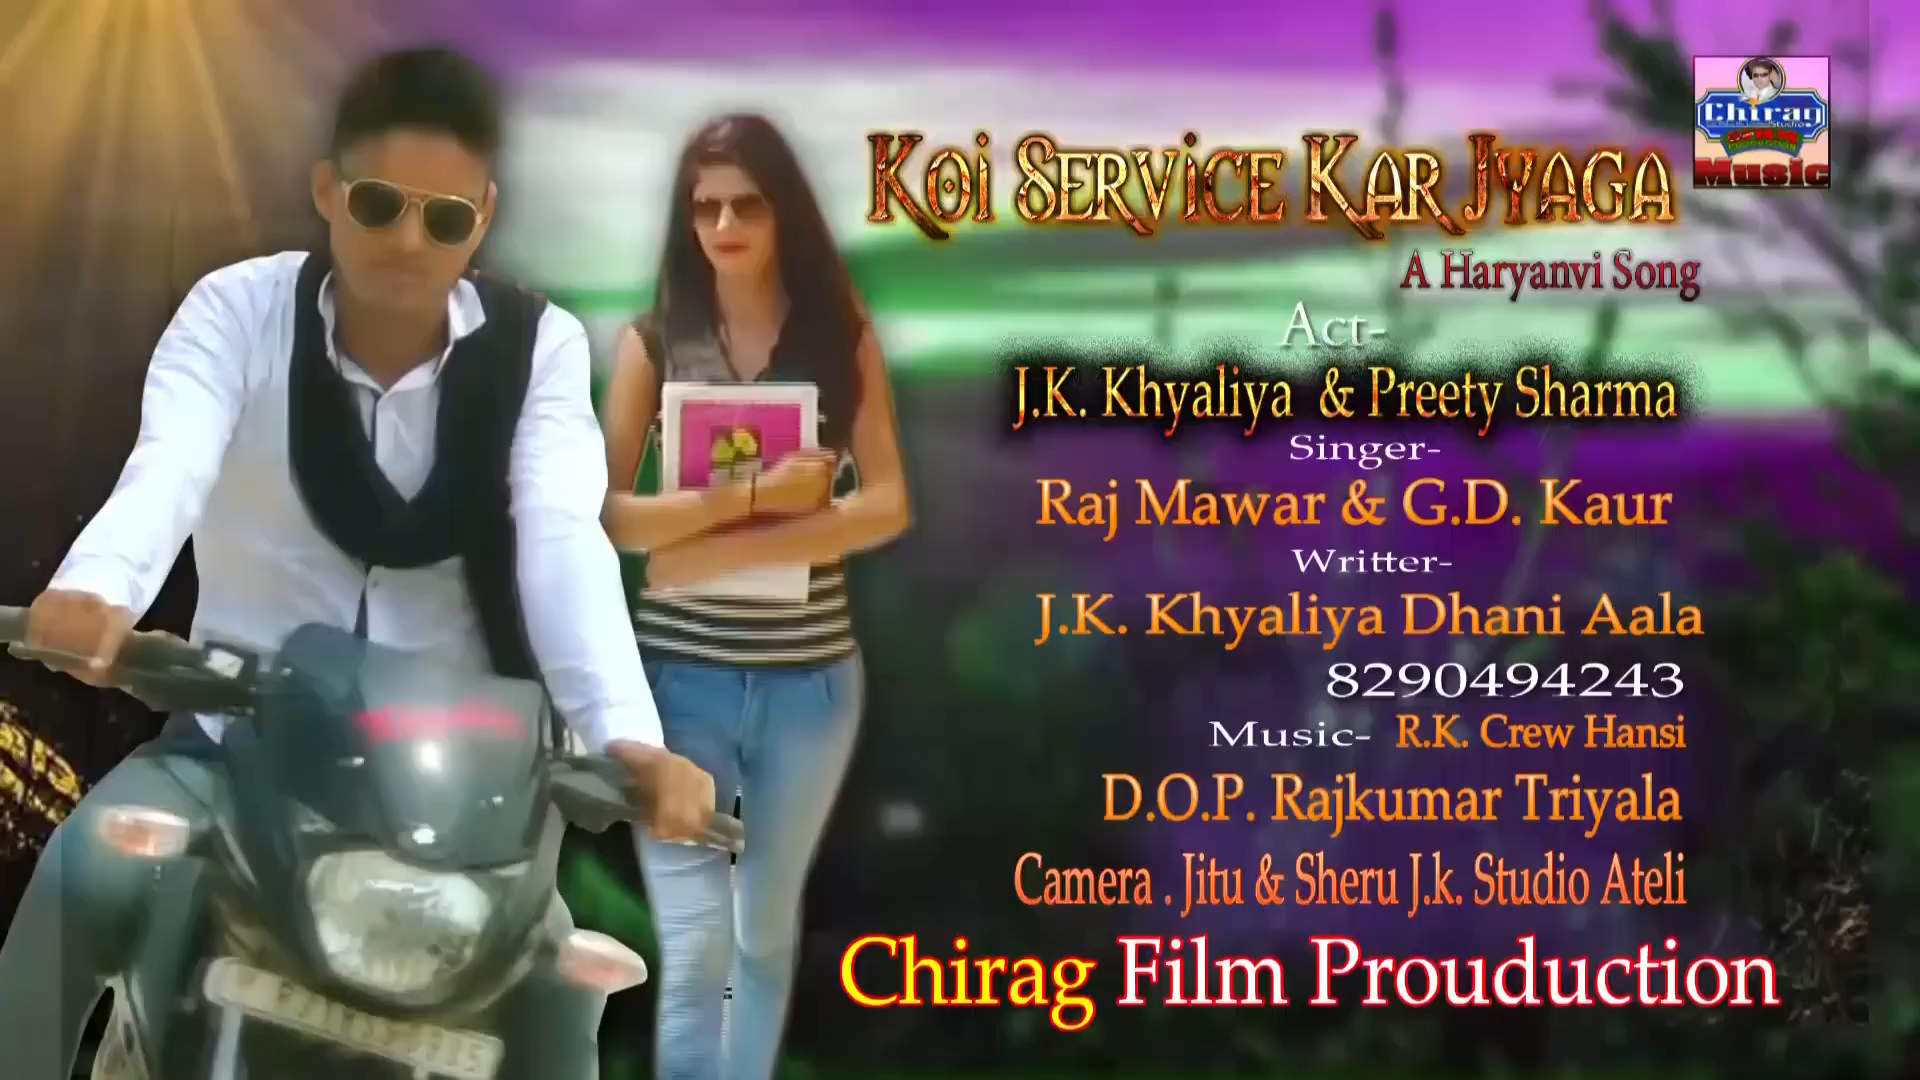 Koi Service Kar Jyaga
Chirag
Studio
Music
A Haryanvi Song
Act-
J.K. Khyaliya & Preety Sharma
Singer-
Raj Mawar & G.D. Kaur
Writter-
J.K. Khyaliya Dhani Aala
8290494243
Music- R.K. Crew Hansi
D.O.P. Rajkumar Triyala
Camera . Jitu & Sheru J.k. Studio Ateli
Chirag Film Prouduction